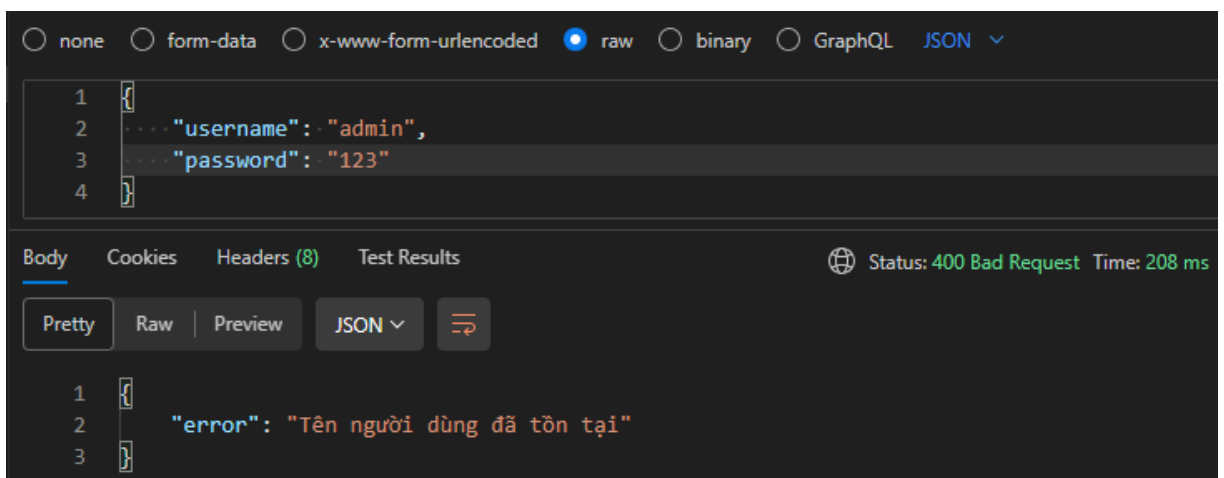 none form-data x-www-form-urlencoded raw binary GraphQL JSON
1 {
2 "username": "admin",
3 "password": "123"
4 }
Body Cookies Headers (8) Test Results Status: 400 Bad Request Time: 208 ms
Pretty Raw Preview JSON
1 {
2 "error": "Tên người dùng đã tồn tại"
3 }